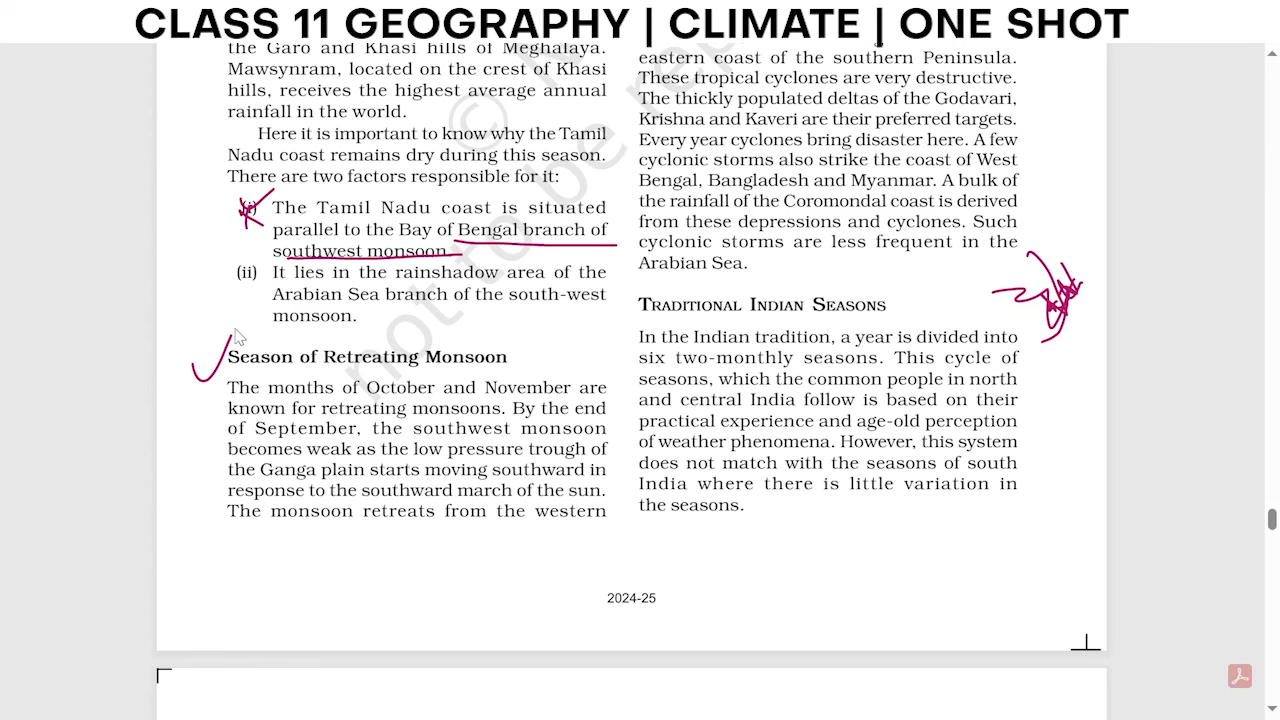 CLASS 11 GEOGRAPHY | CLIMATE | ONE SHOT
the Garo and Khasi hills of Meghalaya.
Mawsynram, located on the crest of Khasi
hills, receives the highest average annual
rainfall in the world.
Here it is important to know why the Tamil
Nadu coast remains dry during this season.
There are two factors responsible for it:
(i) The Tamil Nadu coast is situated
parallel to the Bay of Bengal branch of
southwest monsoon.
(ii) It lies in the rainshadow area of the
Arabian Sea branch of the south-west
monsoon.
Season of Retreating Monsoon
The months of October and November are
known for retreating monsoons. By the end
of September, the southwest monsoon
becomes weak as the low pressure trough of
the Ganga plain starts moving southward in
response to the southward march of the sun.
The monsoon retreats from the western
eastern coast of the southern Peninsula.
These tropical cyclones are very destructive.
The thickly populated deltas of the Godavari,
Krishna and Kaveri are their preferred targets.
Every year cyclones bring disaster here. A few
cyclonic storms also strike the coast of West
Bengal, Bangladesh and Myanmar. A bulk of
the rainfall of the Coromondal coast is derived
from these depressions and cyclones. Such
cyclonic storms are less frequent in the
Arabian Sea.
TRADITIONAL INDIAN SEASONS
In the Indian tradition, a year is divided into
six two-monthly seasons. This cycle of
seasons, which the common people in north
and central India follow is based on their
practical experience and age-old perception
of weather phenomena. However, this system
does not match with the seasons of south
India where there is little variation in
the seasons.
2024-25
© 
not to be rep